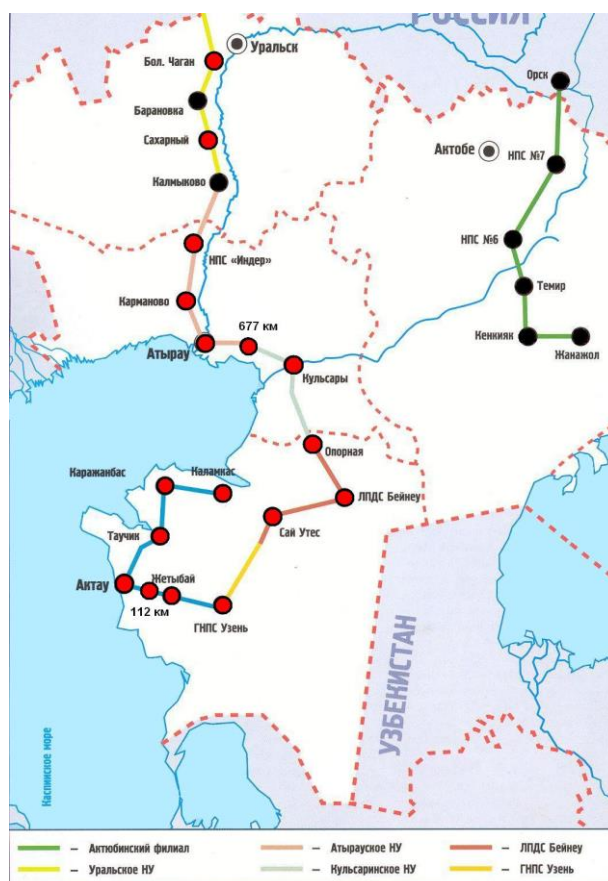 РОССИЯ
Уральск
Бол. Чаган
Орск
Барановка
Сахарный
Актобе
НПС №7
Калмыково
НПС №6
НПС «Индер»
Темир
Карманово
677 км
Атырау
Кенкияк
Жанажол
Кульсары
Опорная
Каражанбас
Каламкас
ЛПДС Бейнеу
Сай Утес
Таучик
Актау
Жетыбай
112 км
ГНПС Узень
УЗБЕКИСТАН
Каспийское море
– Актюбинский филиал
– Атырауское НУ
– ЛПДС Бейнеу
– Уральское НУ
– Кульсаринское НУ
– ГНПС Узень